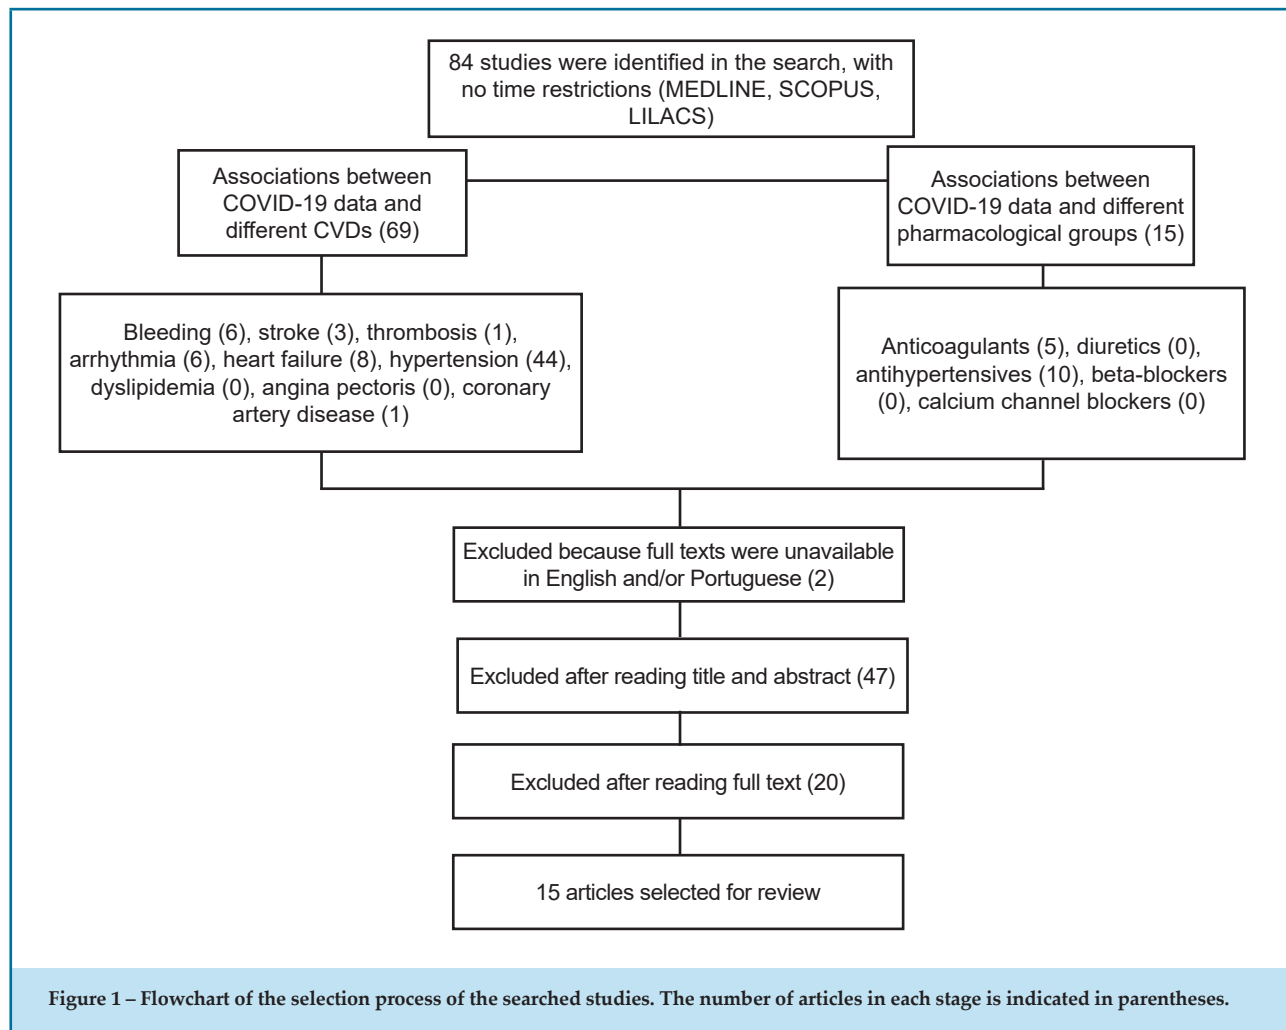 84 studies were identified in the search, with
no time restrictions (MEDLINE, SCOPUS,
LILACS)
Associations between
COVID-19 data and
different CVDs (69)
Associations between
COVID-19 data and different
pharmacological groups (15)
Bleeding (6), stroke (3), thrombosis (1),
arrhythmia (6), heart failure (8), hypertension (44),
dyslipidemia (0), angina pectoris (0), coronary
artery disease (1)
Anticoagulants (5), diuretics (0),
antihypertensives (10), beta-blockers
(0), calcium channel blockers (0)
Excluded because full texts were unavailable
in English and/or Portuguese (2)
Excluded after reading title and abstract (47)
Excluded after reading full text (20)
15 articles selected for review
Figure 1 – Flowchart of the selection process of the searched studies. The number of articles in each stage is indicated in parentheses.